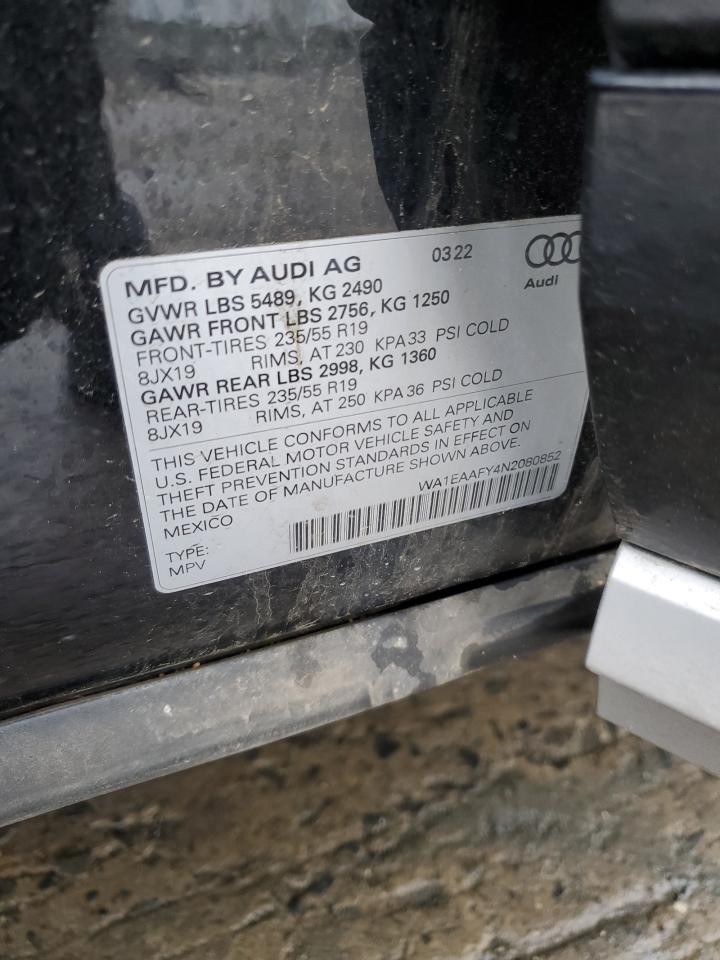 MFD. BY AUDI AG 03 22
Audi
GVWR LBS 5489, KG 2490
GAWR FRONT LBS 2756, KG 1250
FRONT-TIRES 235/55 R19
8JX19 RIMS, AT 230 KPA 33 PSI COLD
GAWR REAR LBS 2998, KG 1360
REAR-TIRES 235/55 R19
8JX19 RIMS, AT 250 KPA 36 PSI COLD
THIS VEHICLE CONFORMS TO ALL APPLICABLE
U.S. FEDERAL MOTOR VEHICLE SAFETY AND
THEFT PREVENTION STANDARDS IN EFFECT ON
THE DATE OF MANUFACTURE SHOWN ABOVE.
MEXICO WA1EAAFY4N2080852
TYPE:
MPV